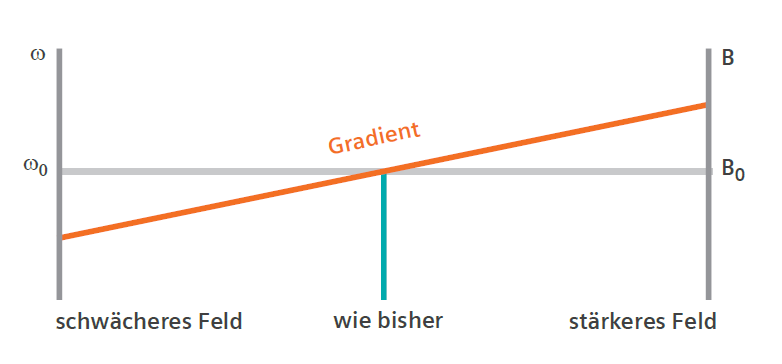 ω
B
Gradient
ω₀
B₀
schwächeres Feld
wie bisher
stärkeres Feld